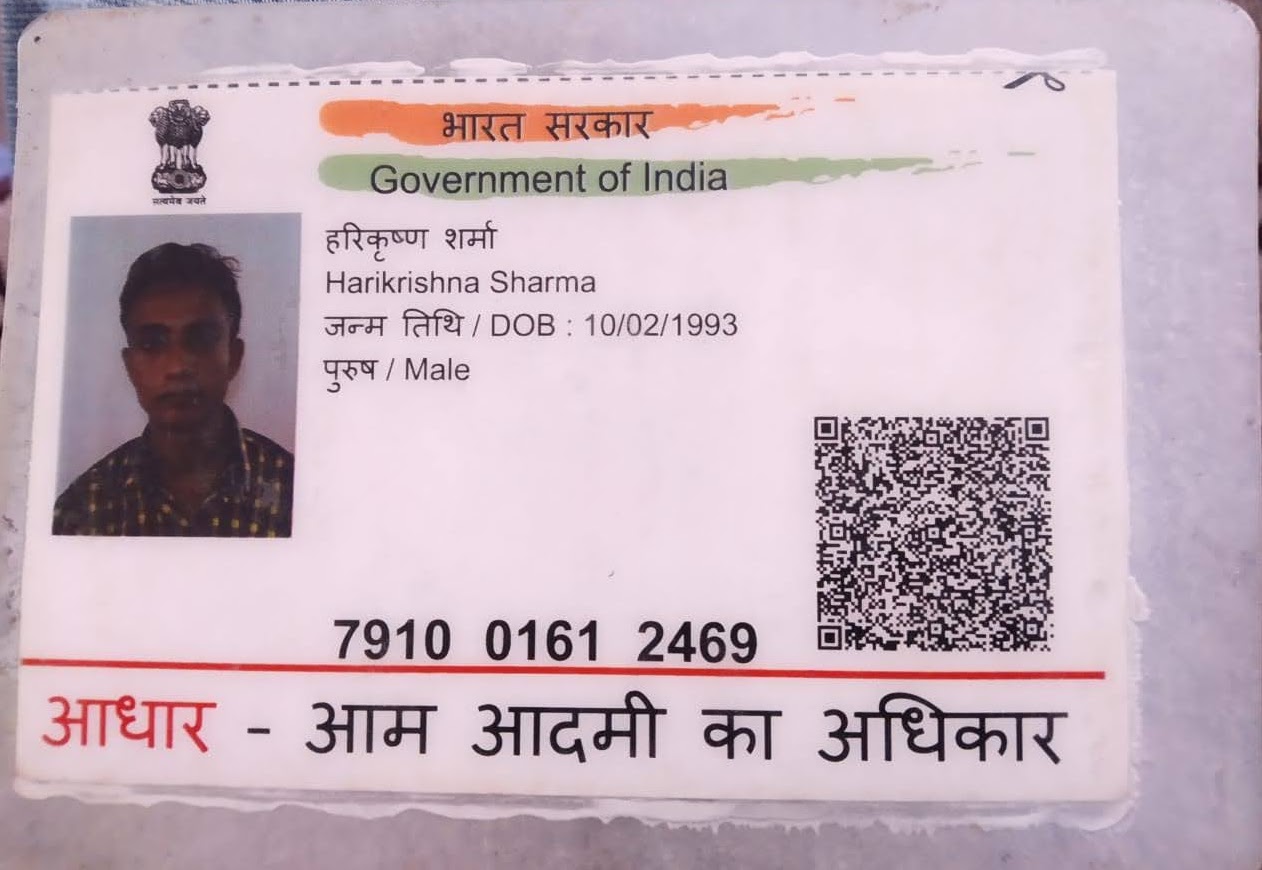 भारत सरकार
Government of India
सत्यमेव जयते
हरिकृष्ण शर्मा
Harikrishna Sharma
जन्म तिथि / DOB : 10/02/1993
पुरुष / Male
7910 0161 2469
आधार - आम आदमी का अधिकार